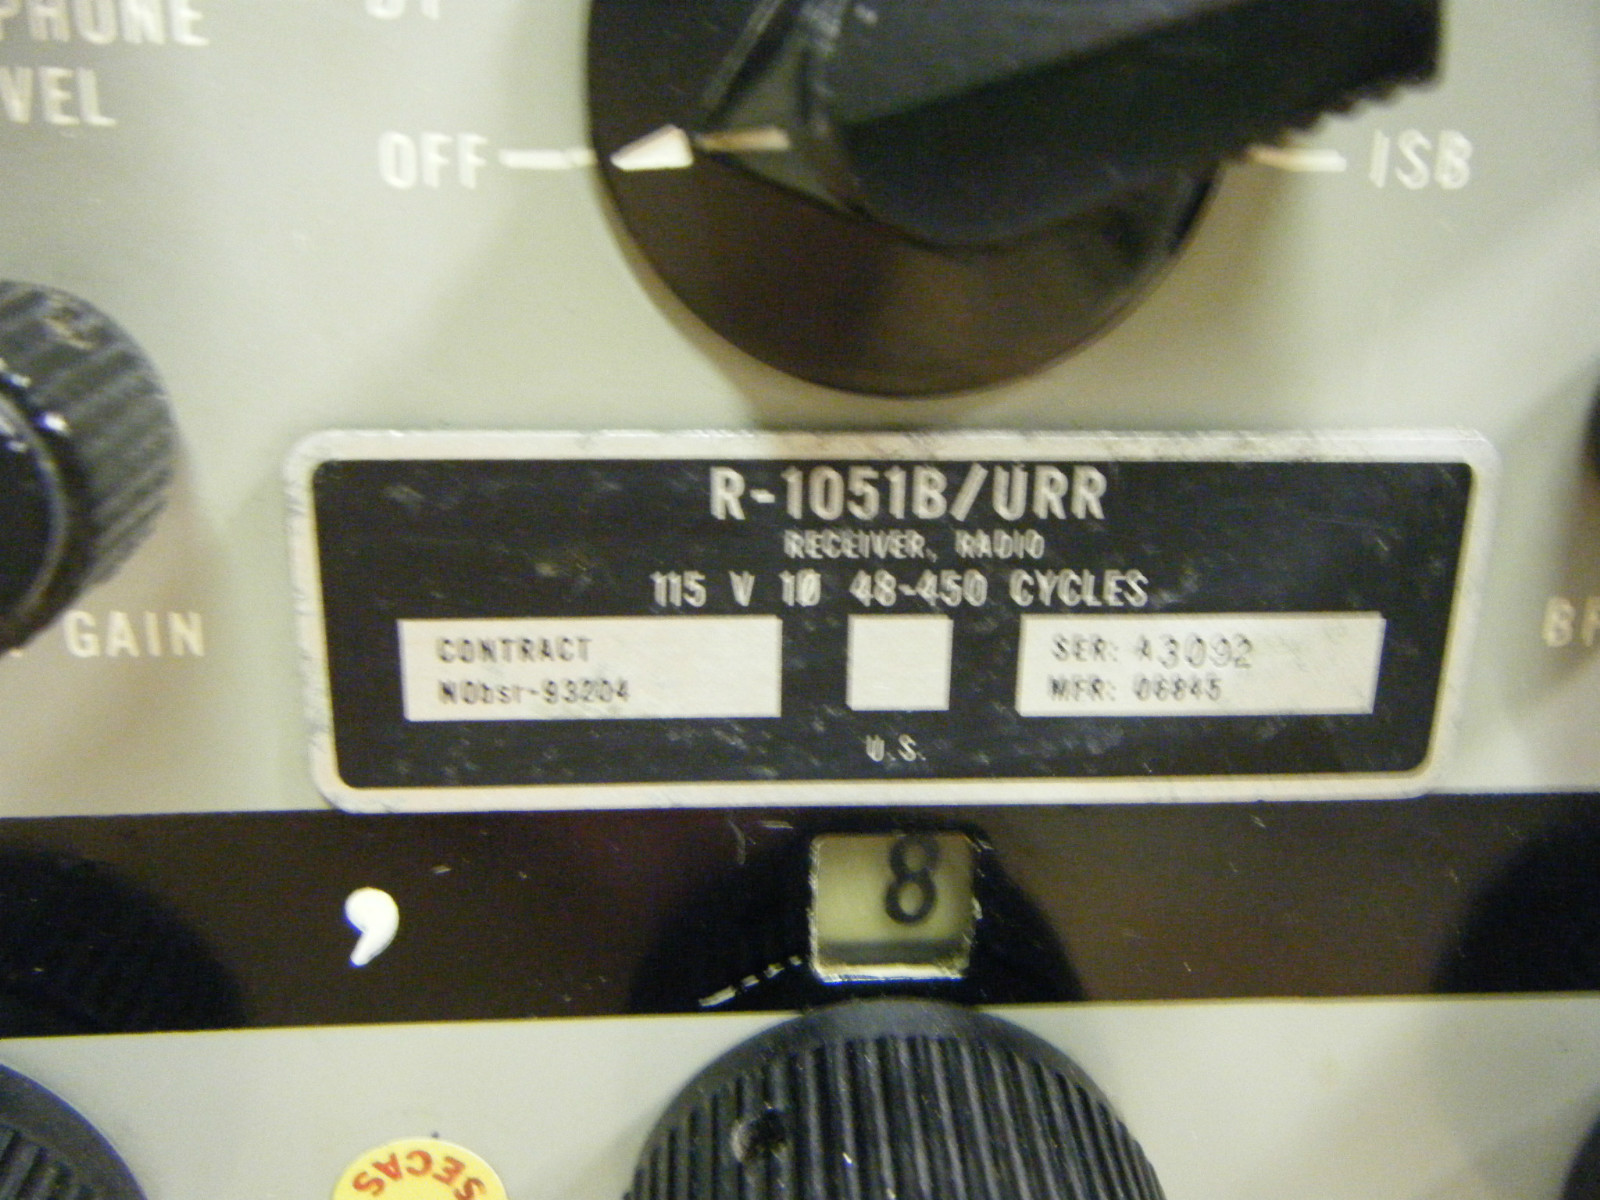 PHONE
VEL
OFF
ISB
GAIN
R-1051B/URR
RECEIVER, RADIO
115 V 1Ø 48-450 CYCLES
CONTRACT
NObsr-93204
SER: A3092
MFR: 06845
U.S.
,
8
SECAS